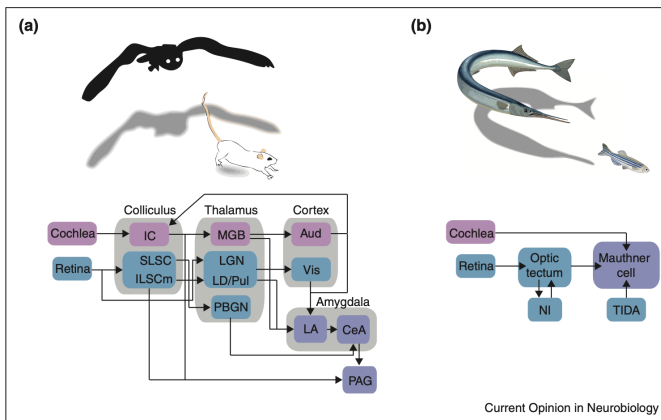 (a)
Colliculus
Thalamus
Cortex
Cochlea
IC
MGB
Aud
Retina
SLSC
ILSCm
LGN
LD/Pul
Vis
PBGN
Amygdala
LA
CeA
PAG
(b)
Cochlea
Retina
Optic
tectum
Mauthner
cell
NI
TIDA
Current Opinion in Neurobiology